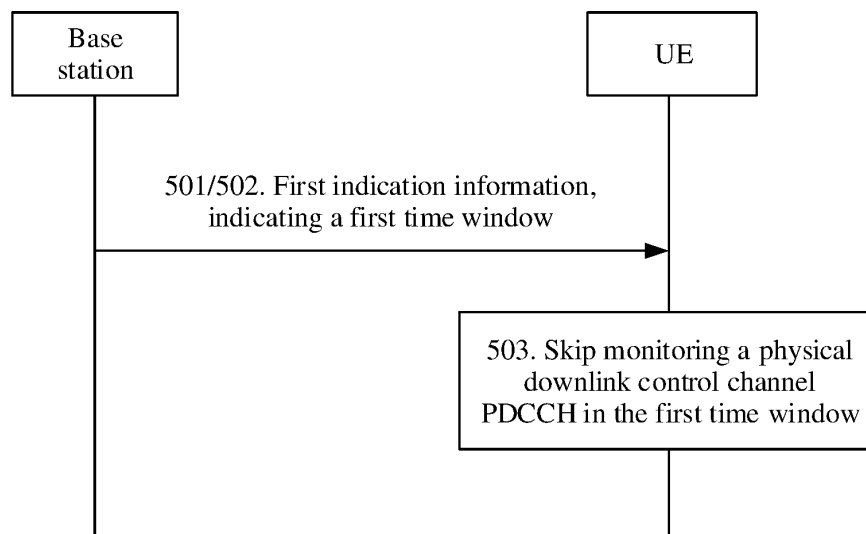 Base
station
UE
501/502. First indication information,
indicating a first time window
503. Skip monitoring a physical
downlink control channel
PDCCH in the first time window